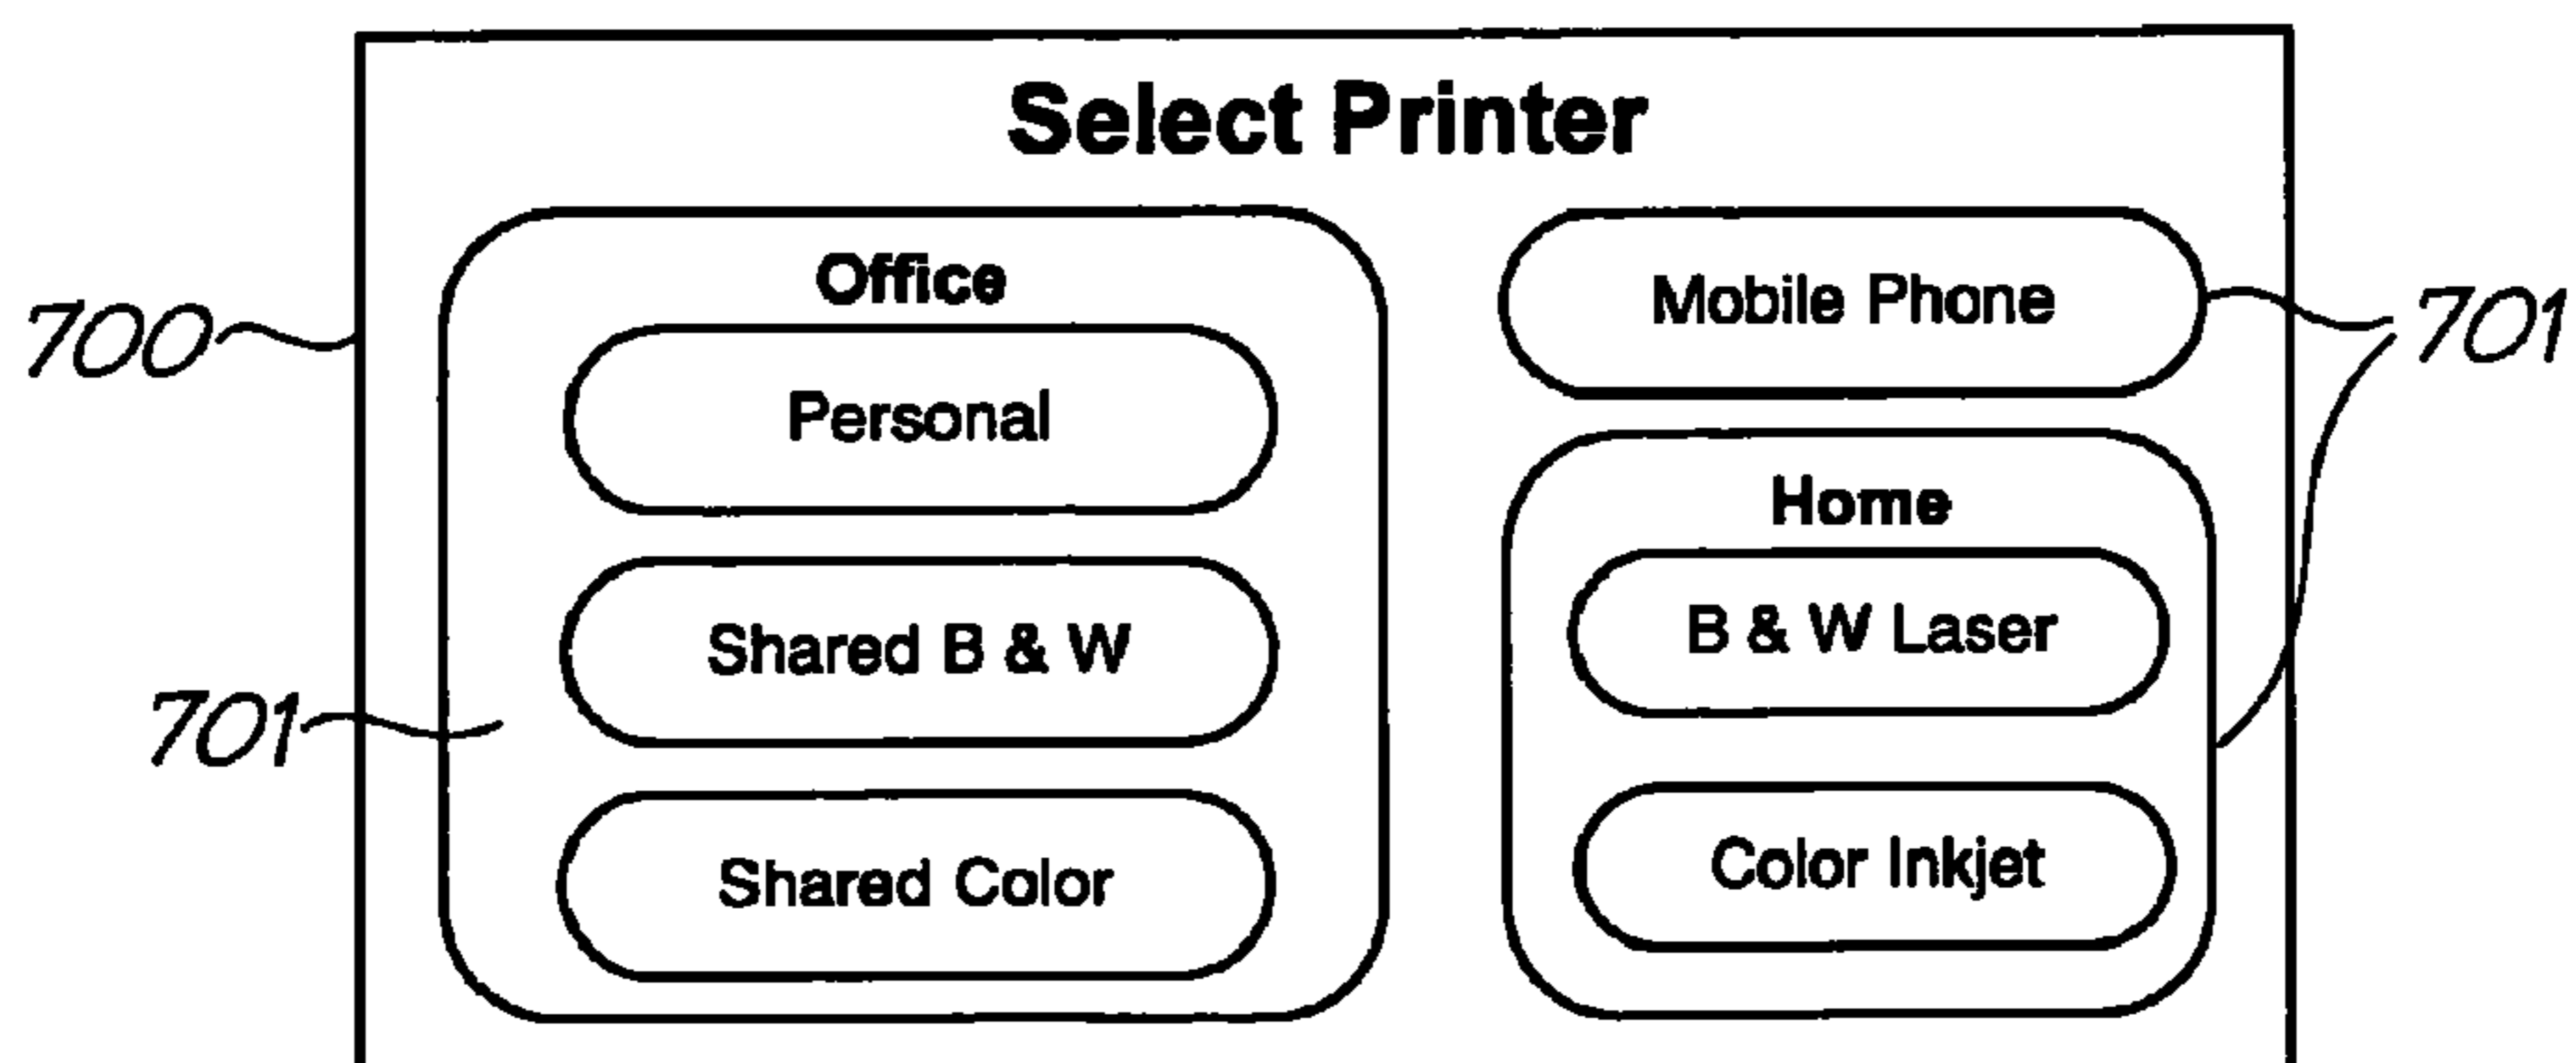 Select Printer
Office
Personal
Shared B & W
Shared Color
Mobile Phone
Home
B & W Laser
Color Inkjet
700
701
701